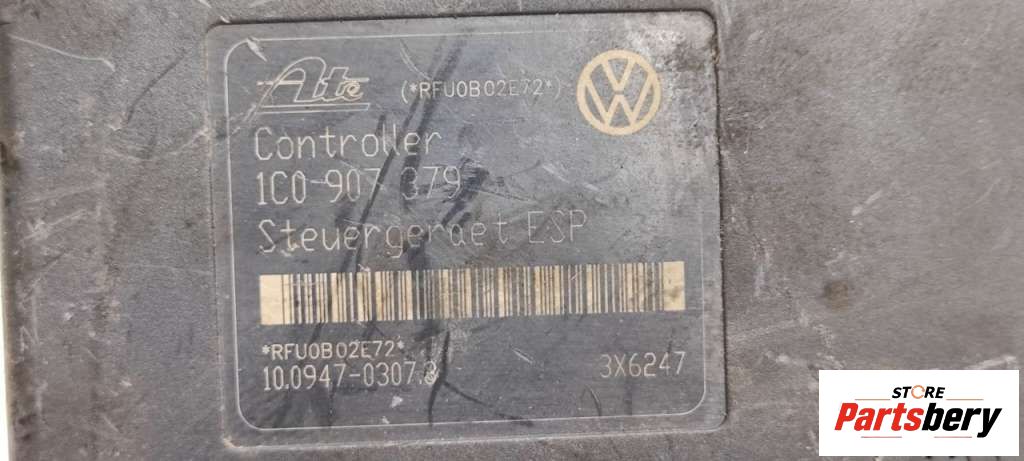 Ate (*RFU0B02E72*)
Controller
1C0-907 379
Steuergeraet ESP
*RFU0B02E72*
10.0947-0307.3 3X6247
STORE
Partsbery